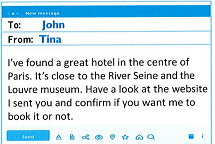 New message
To: John
From: Tina
I've found a great hotel in the centre of
Paris. It's close to the River Seine and the
Louvre museum. Have a look at the website
I sent you and confirm if you want me to
book it or not.
Send